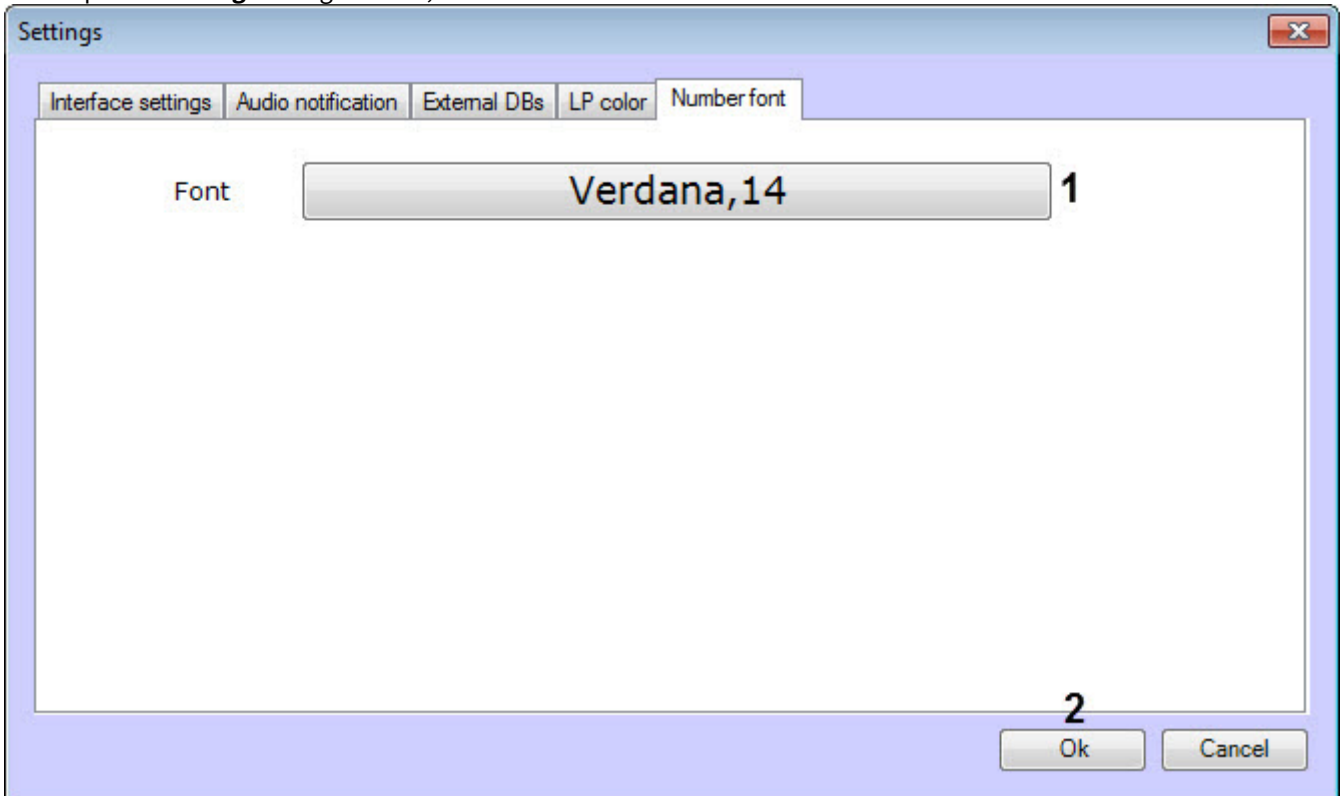 Settings
Interface settings Audio notification External DBs LP color Number font
Font Verdana,14 1
2
Ok Cancel